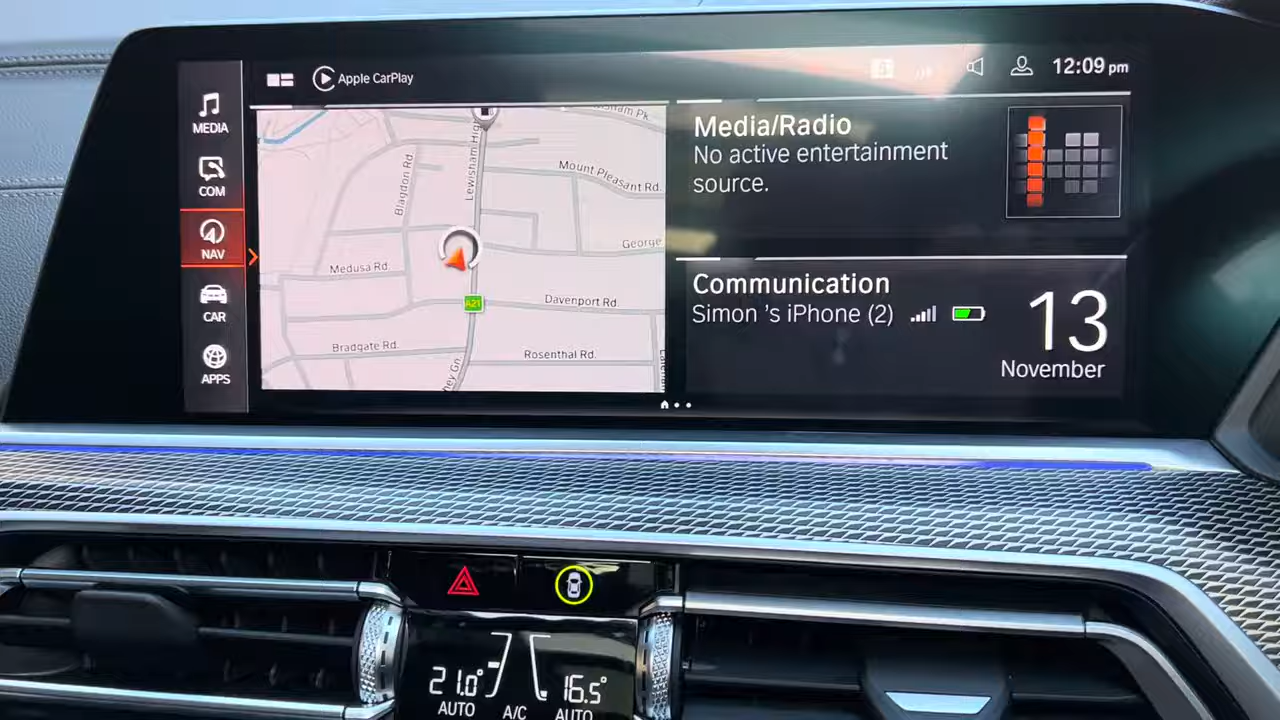 Apple CarPlay
12:09 pm
MEDIA
COM
NAV
CAR
APPS
Mount Pleasant Rd.
Blagdon Rd
George
Medusa Rd.
A21
Davenport Rd.
Bradgate Rd.
Rosenthal Rd.
Media/Radio
No active entertainment
source.
Communication
Simon 's iPhone (2)
13
November
21.0°
16.5°
AUTO
A/C
AUTO